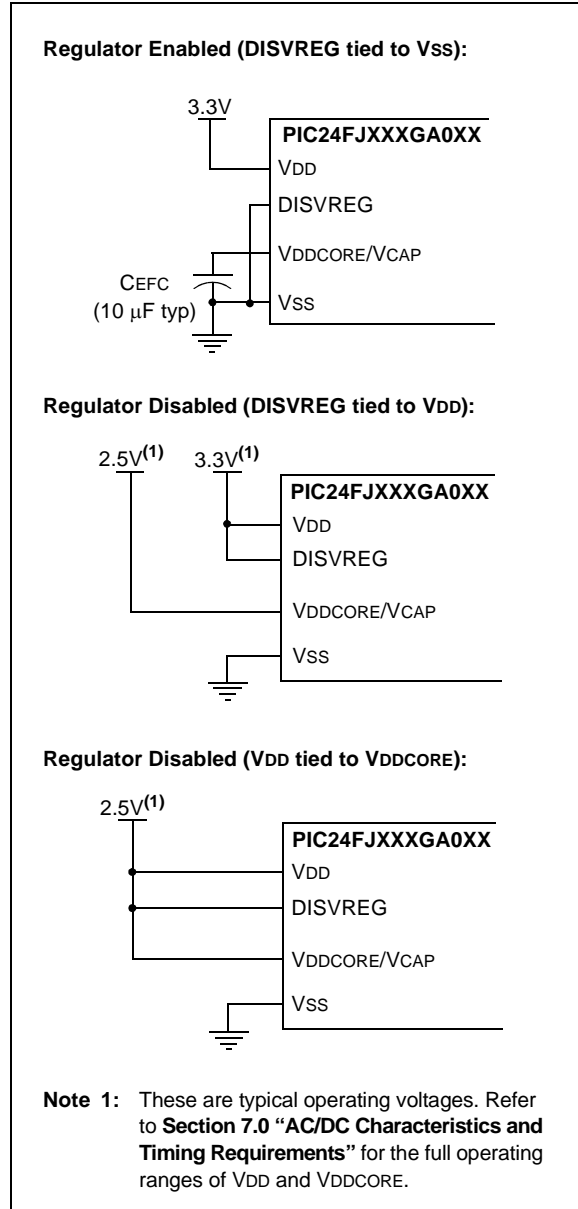 Regulator Enabled (DISVREG tied to VSS):
3.3V
PIC24FJXXXGA0XX
VDD
DISVREG
VDDCORE/VCAP
CEFC
(10 μF typ)
VSS
Regulator Disabled (DISVREG tied to VDD):
2.5V(1) 3.3V(1)
PIC24FJXXXGA0XX
VDD
DISVREG
VDDCORE/VCAP
VSS
Regulator Disabled (VDD tied to VDDCORE):
2.5V(1)
PIC24FJXXXGA0XX
VDD
DISVREG
VDDCORE/VCAP
VSS
Note 1: These are typical operating voltages. Refer
to Section 7.0 “AC/DC Characteristics and
Timing Requirements” for the full operating
ranges of VDD and VDDCORE.